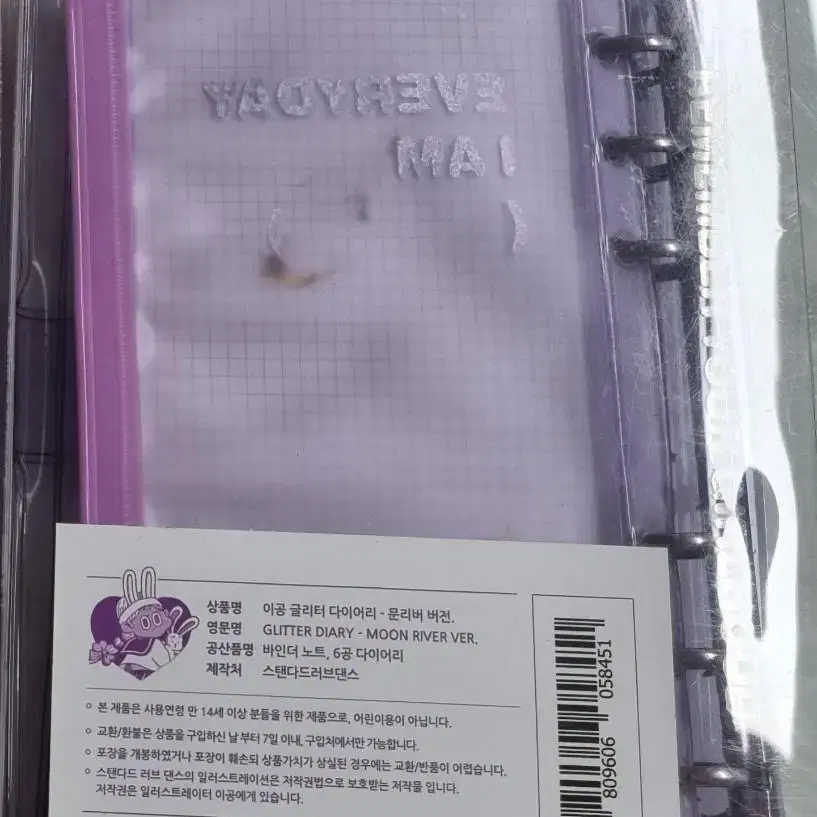 EVERYDAY
I AM
상품명 이공 글리터 다이어리 - 문리버 버전.
영문명 GLITTER DIARY - MOON RIVER VER.
공산품명 바인더 노트, 6공 다이어리
제작처 스탠다드러브댄스
○ 본 제품은 사용연령 만 14세 이상 분들을 위한 제품으로, 어린이용이 아닙니다.
○ 교환/환불은 상품을 구입하신 날 부터 7일 이내, 구입처에서만 가능합니다.
○ 포장을 개봉하였거나 포장이 훼손되 상품가치가 상실된 경우에는 교환/반품이 어렵습니다.
○ 스탠다드 러브 댄스의 일러스트레이션은 저작권법으로 보호받는 저작물 입니다.
저작권은 일러스트레이터 이공에게 있습니다.
809606 058451